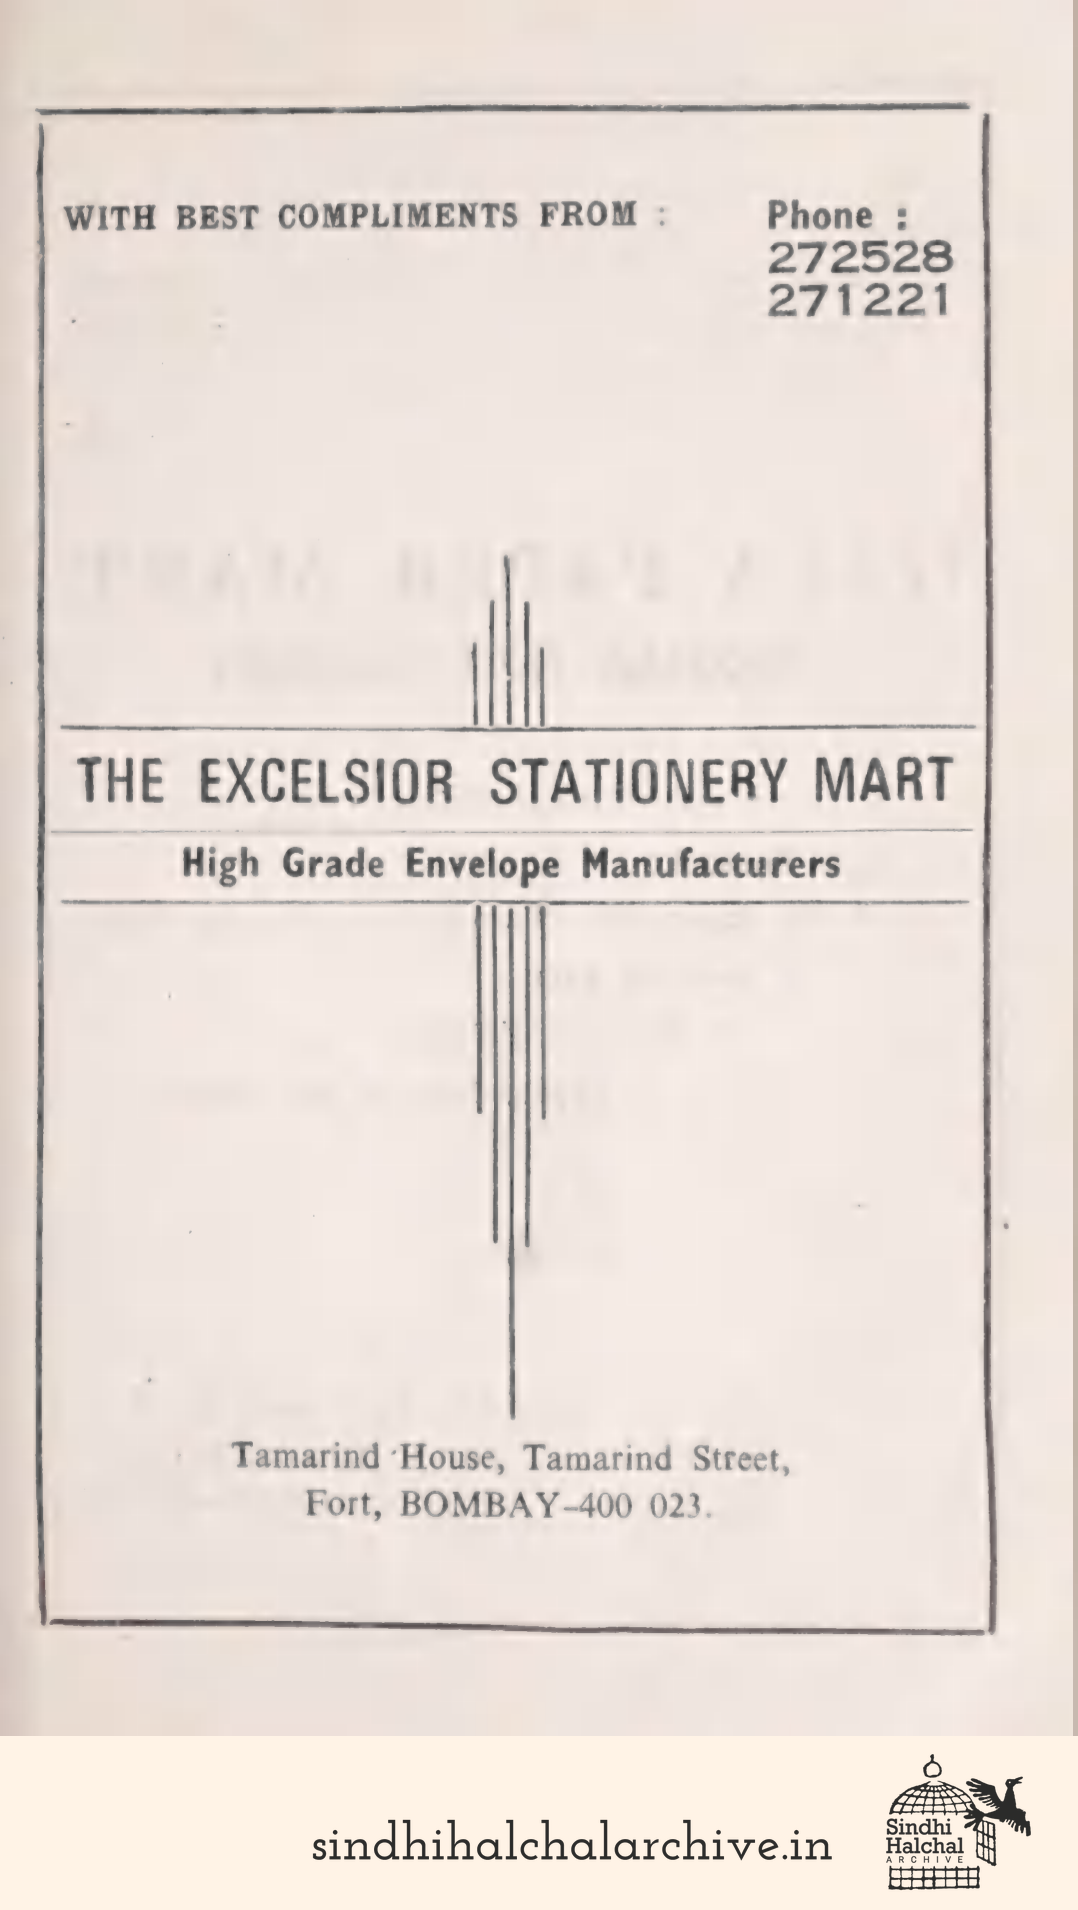 WITH BEST COMPLIMENTS FROM :
Phone :
272528
271221
THE EXCELSIOR STATIONERY MART
High Grade Envelope Manufacturers
Tamarind House, Tamarind Street,
Fort, BOMBAY-400 023.
sindhihalchalarchive.in
Sindhi
Halchal
ARCHIVE